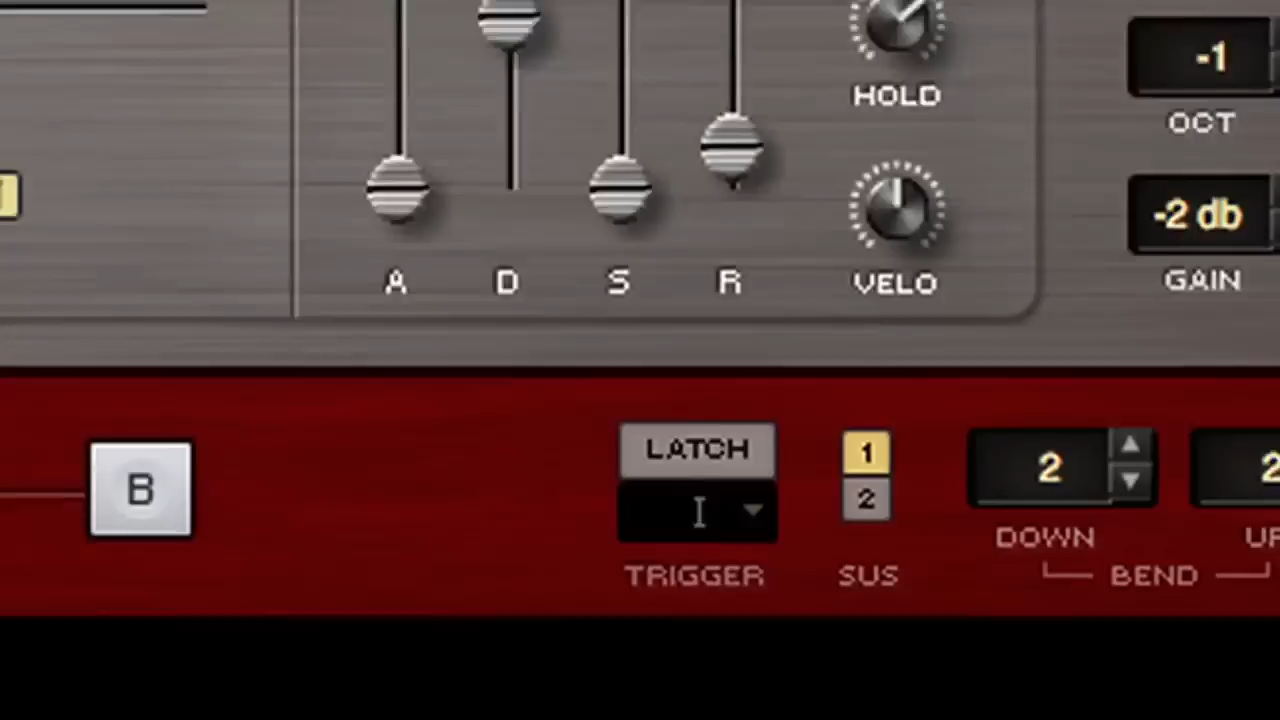 -1
HOLD
OCT
-2 db
A D S R VELO GAIN
LATCH 1 2
B 2
DOWN
TRIGGER SUS BEND